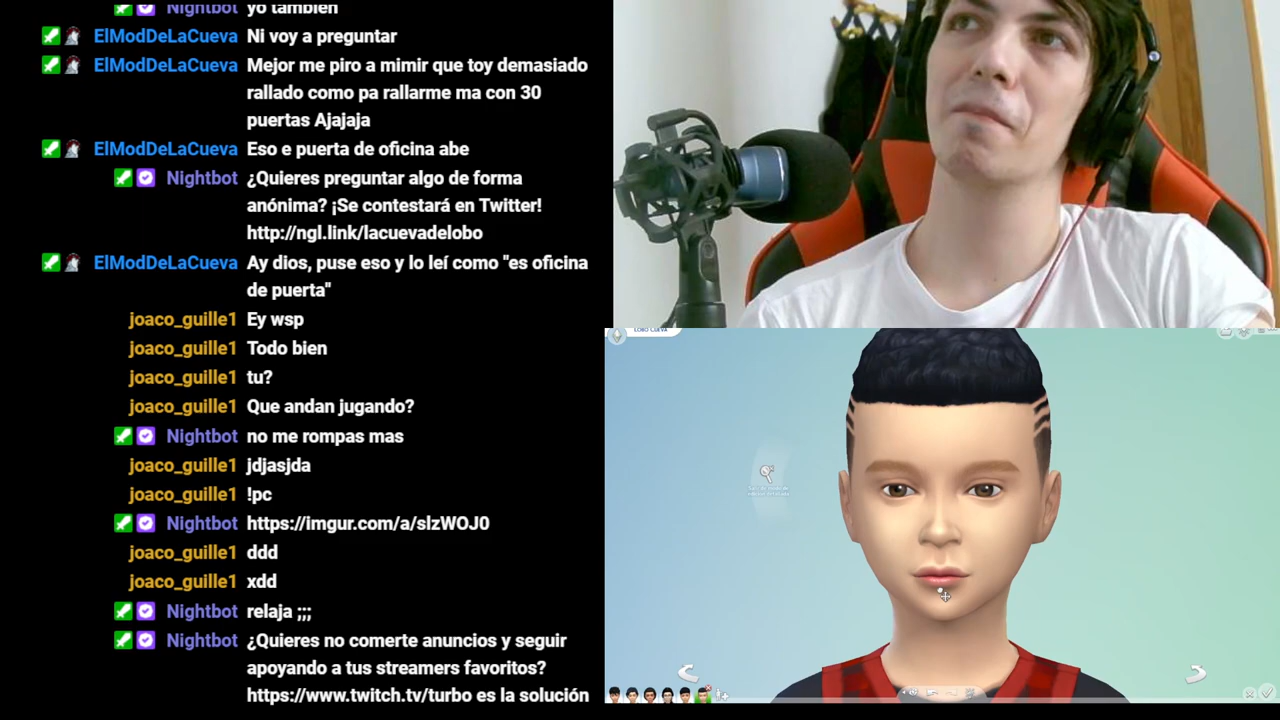 Nightbot yo también
ElModDeLaCueva Ni voy a preguntar
ElModDeLaCueva Mejor me piro a mimir que toy demasiado
rallado como pa rallarme ma con 30
puertas Ajajaja
ElModDeLaCueva Eso e puerta de oficina abe
Nightbot ¿Quieres preguntar algo de forma
anónima? ¡Se contestará en Twitter!
http://ngl.link/lacuevadelobo
ElModDeLaCueva Ay dios, puse eso y lo leí como "es oficina
de puerta"
joaco_guille1 Ey wsp
joaco_guille1 Todo bien
joaco_guille1 tu?
joaco_guille1 Que andan jugando?
Nightbot no me rompas mas
joaco_guille1 jdjasjda
joaco_guille1 !pc
Nightbot https://imgur.com/a/slzWOJ0
joaco_guille1 ddd
joaco_guille1 xdd
Nightbot relaja ;;;
Nightbot ¿Quieres no comerte anuncios y seguir
apoyando a tus streamers favoritos?
https://www.twitch.tv/turbo es la solución